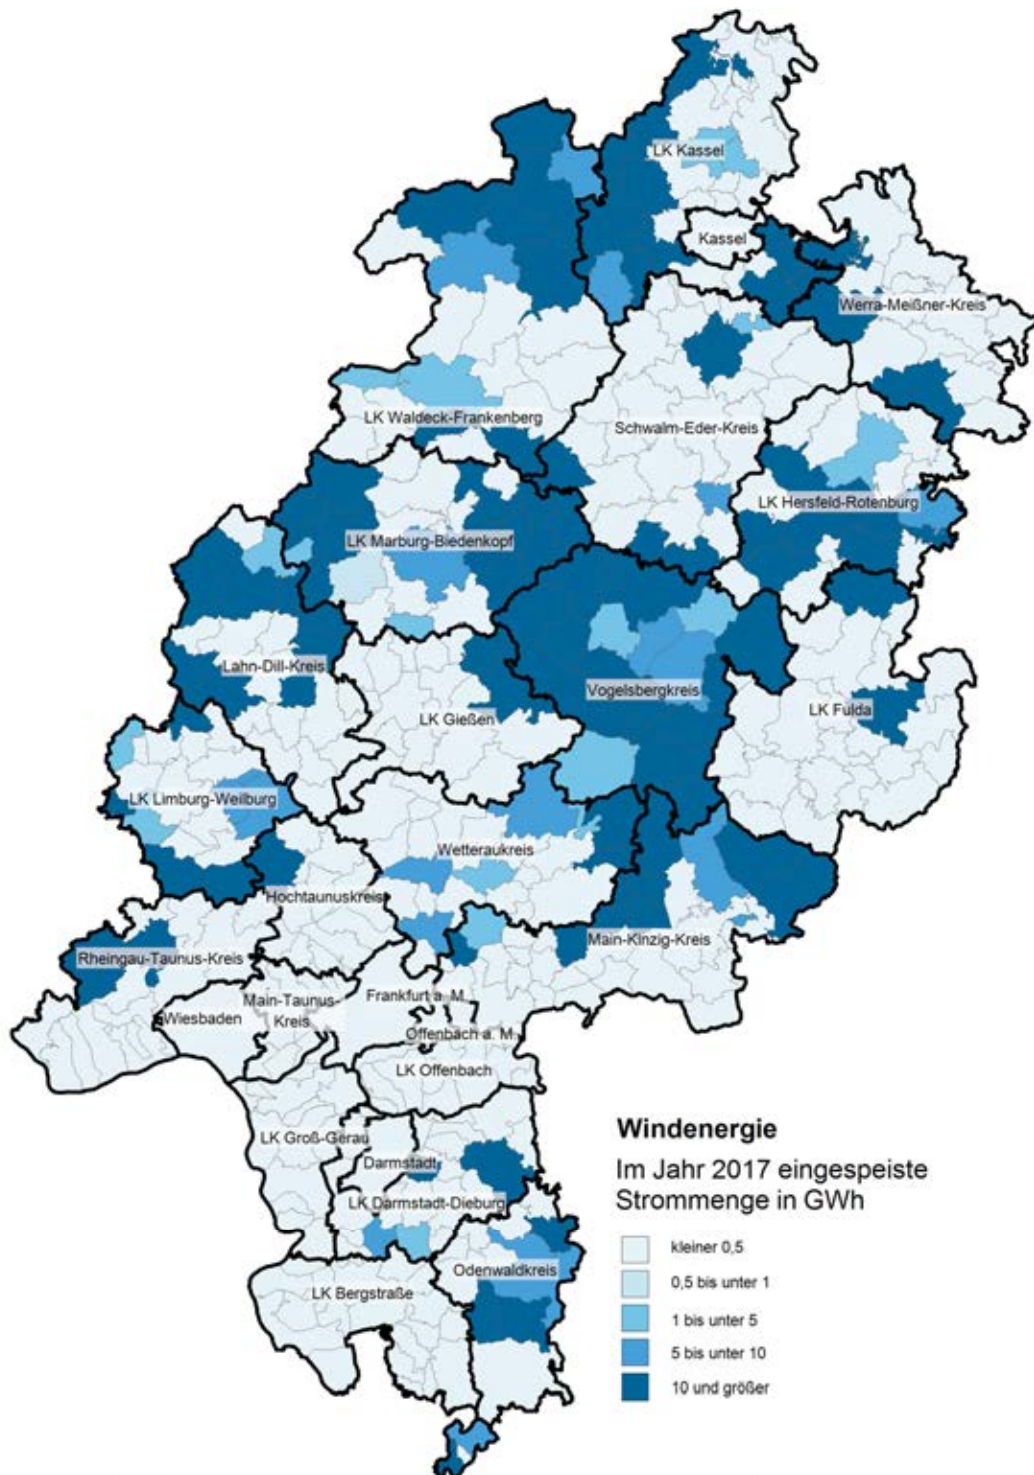 LK Kassel
Kassel
Werra-Meißner-Kreis
LK Waldeck-Frankenberg
Schwalm-Eder-Kreis
LK Hersfeld-Rotenburg
LK Marburg-Biedenkopf
Lahn-Dill-Kreis
Vogelsbergkreis
LK Gießen
LK Fulda
LK Limburg-Weilburg
Wetteraukreis
Hochtaunuskreis
Main-Kinzig-Kreis
Rheingau-Taunus-Kreis
Main-Taunus-
Kreis
Frankfurt a. M.
Wiesbaden
Offenbach a. M.
LK Offenbach
LK Groß-Gerau
Darmstadt
LK Darmstadt-Dieburg
Odenwaldkreis
LK Bergstraße
Windenergie
Im Jahr 2017 eingespeiste
Strommenge in GWh
kleiner 0,5
0,5 bis unter 1
1 bis unter 5
5 bis unter 10
10 und größer